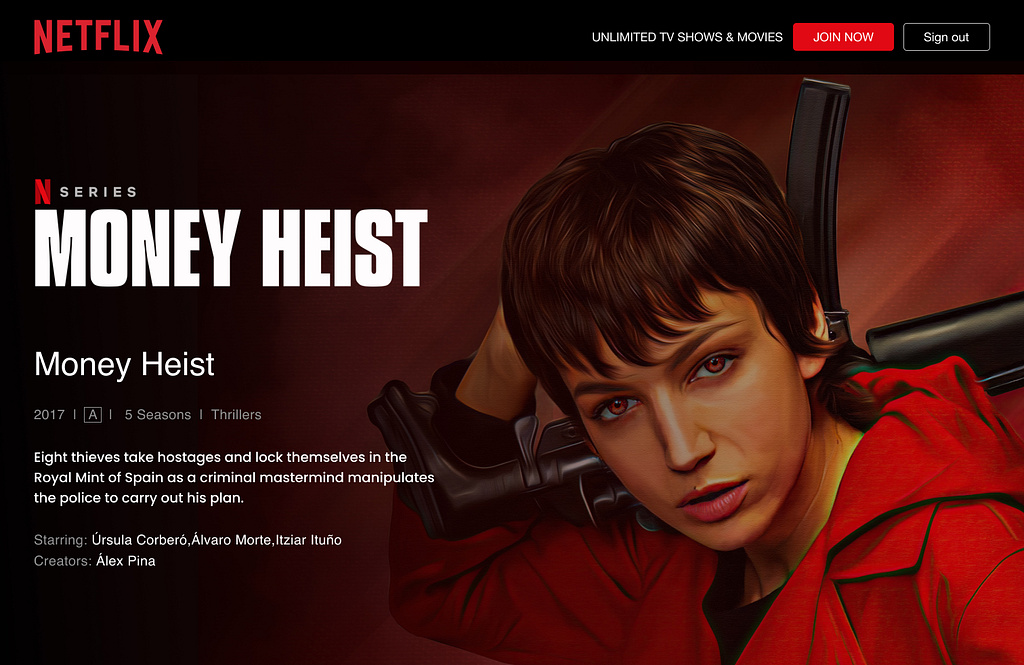 NETFLIX
UNLIMITED TV SHOWS & MOVIES
JOIN NOW
Sign out
N SERIES
MONEY HEIST
Money Heist
2017 | A | 5 Seasons | Thrillers
Eight thieves take hostages and lock themselves in the
Royal Mint of Spain as a criminal mastermind manipulates
the police to carry out his plan.
Starring: Úrsula Corberó,Álvaro Morte,Itziar Ituño
Creators: Álex Pina